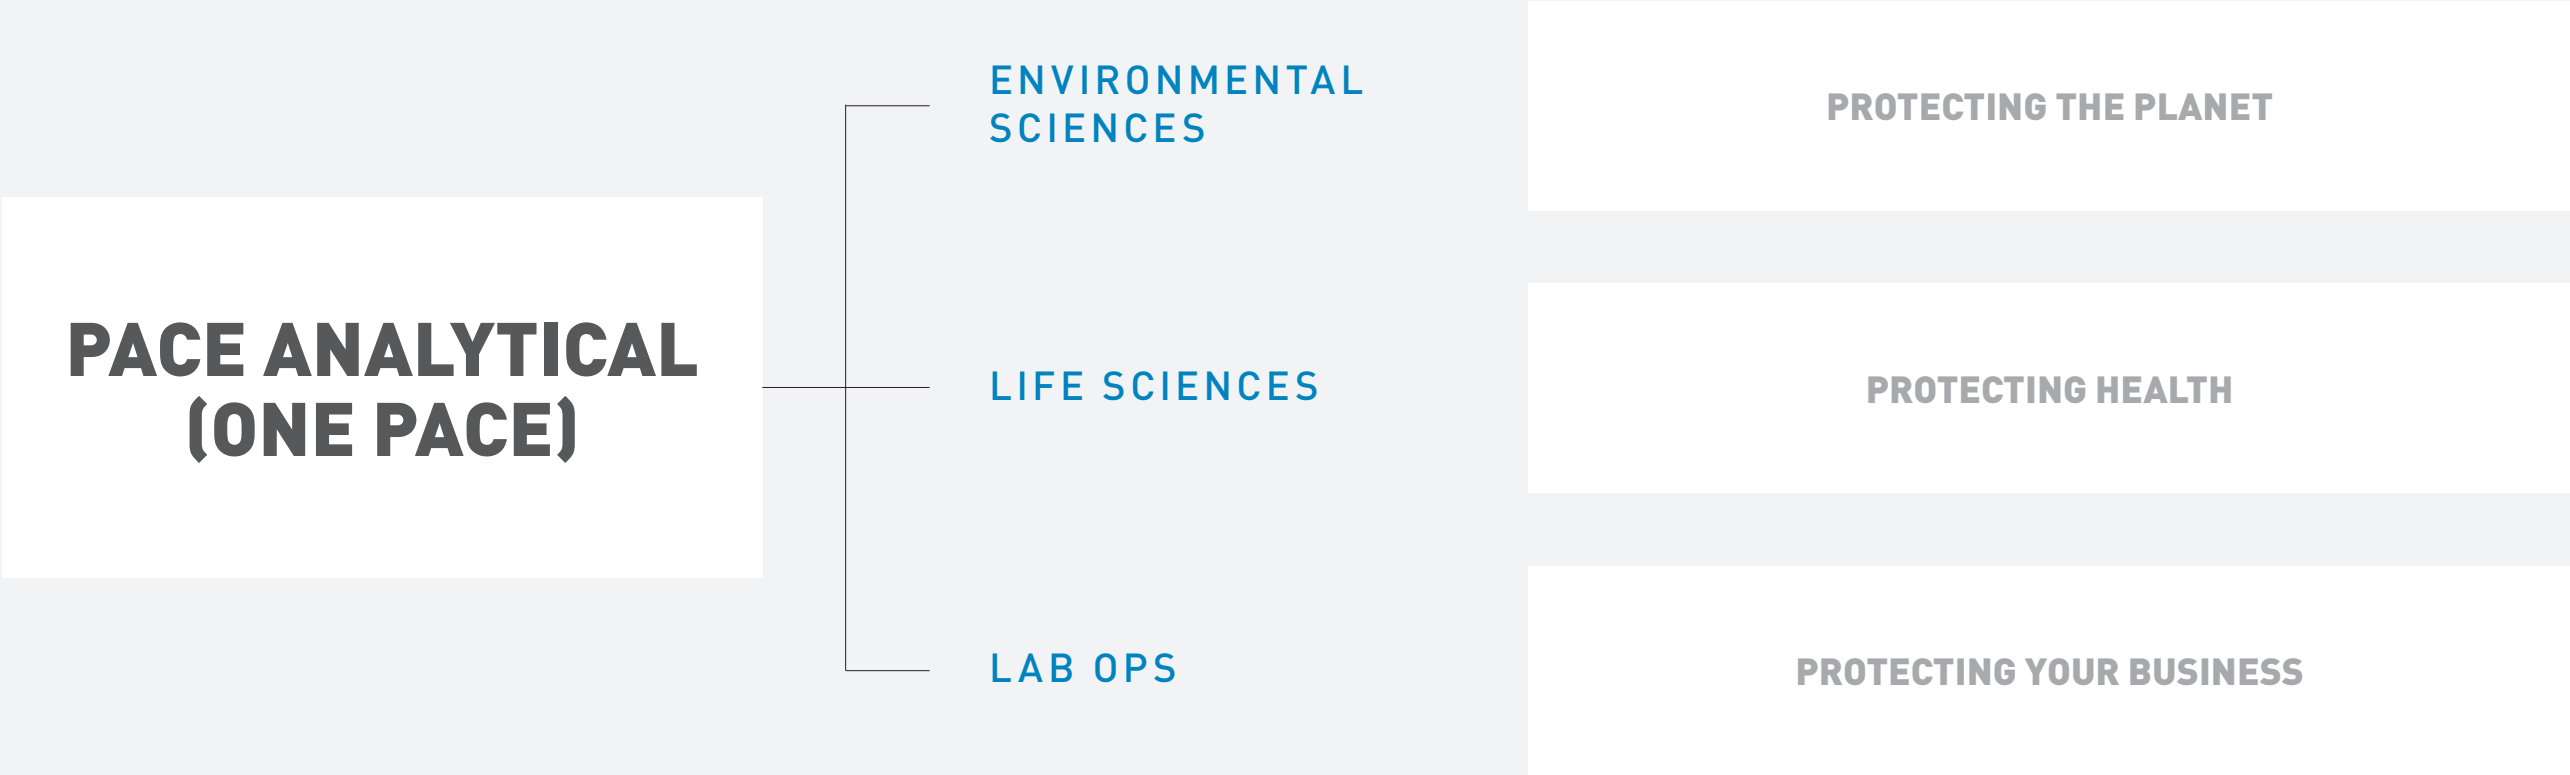 PACE ANALYTICAL
(ONE PACE)
ENVIRONMENTAL
SCIENCES
PROTECTING THE PLANET
LIFE SCIENCES
PROTECTING HEALTH
LAB OPS
PROTECTING YOUR BUSINESS